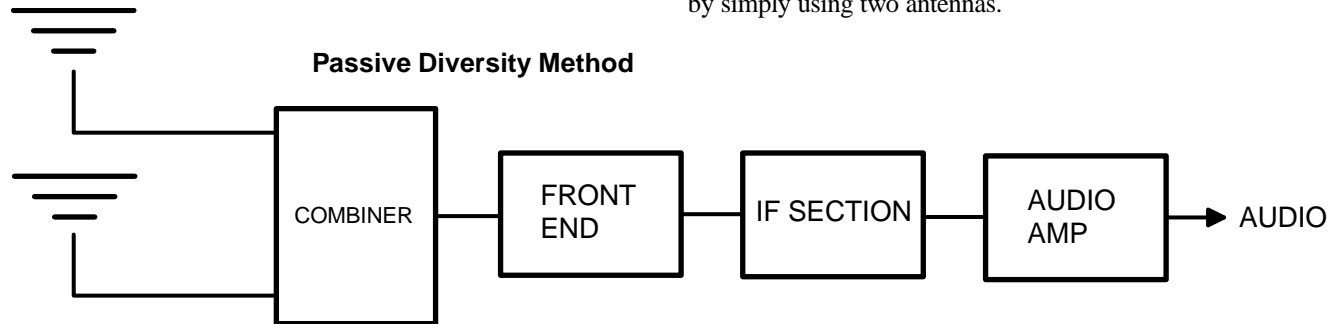 by simply using two antennas.
Passive Diversity Method
COMBINER
FRONT
END
IF SECTION
AUDIO
AMP
AUDIO